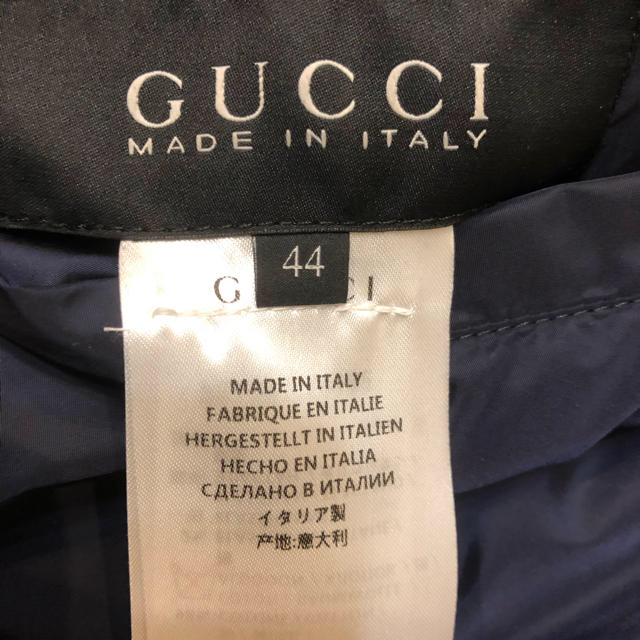 GUCCI
MADE IN ITALY
44
MADE IN ITALY
FABRIQUE EN ITALIE
HERGESTELLT IN ITALIEN
HECHO EN ITALIA
СДЕЛАНО В ИТАЛИИ
イタリア製
产地:意大利